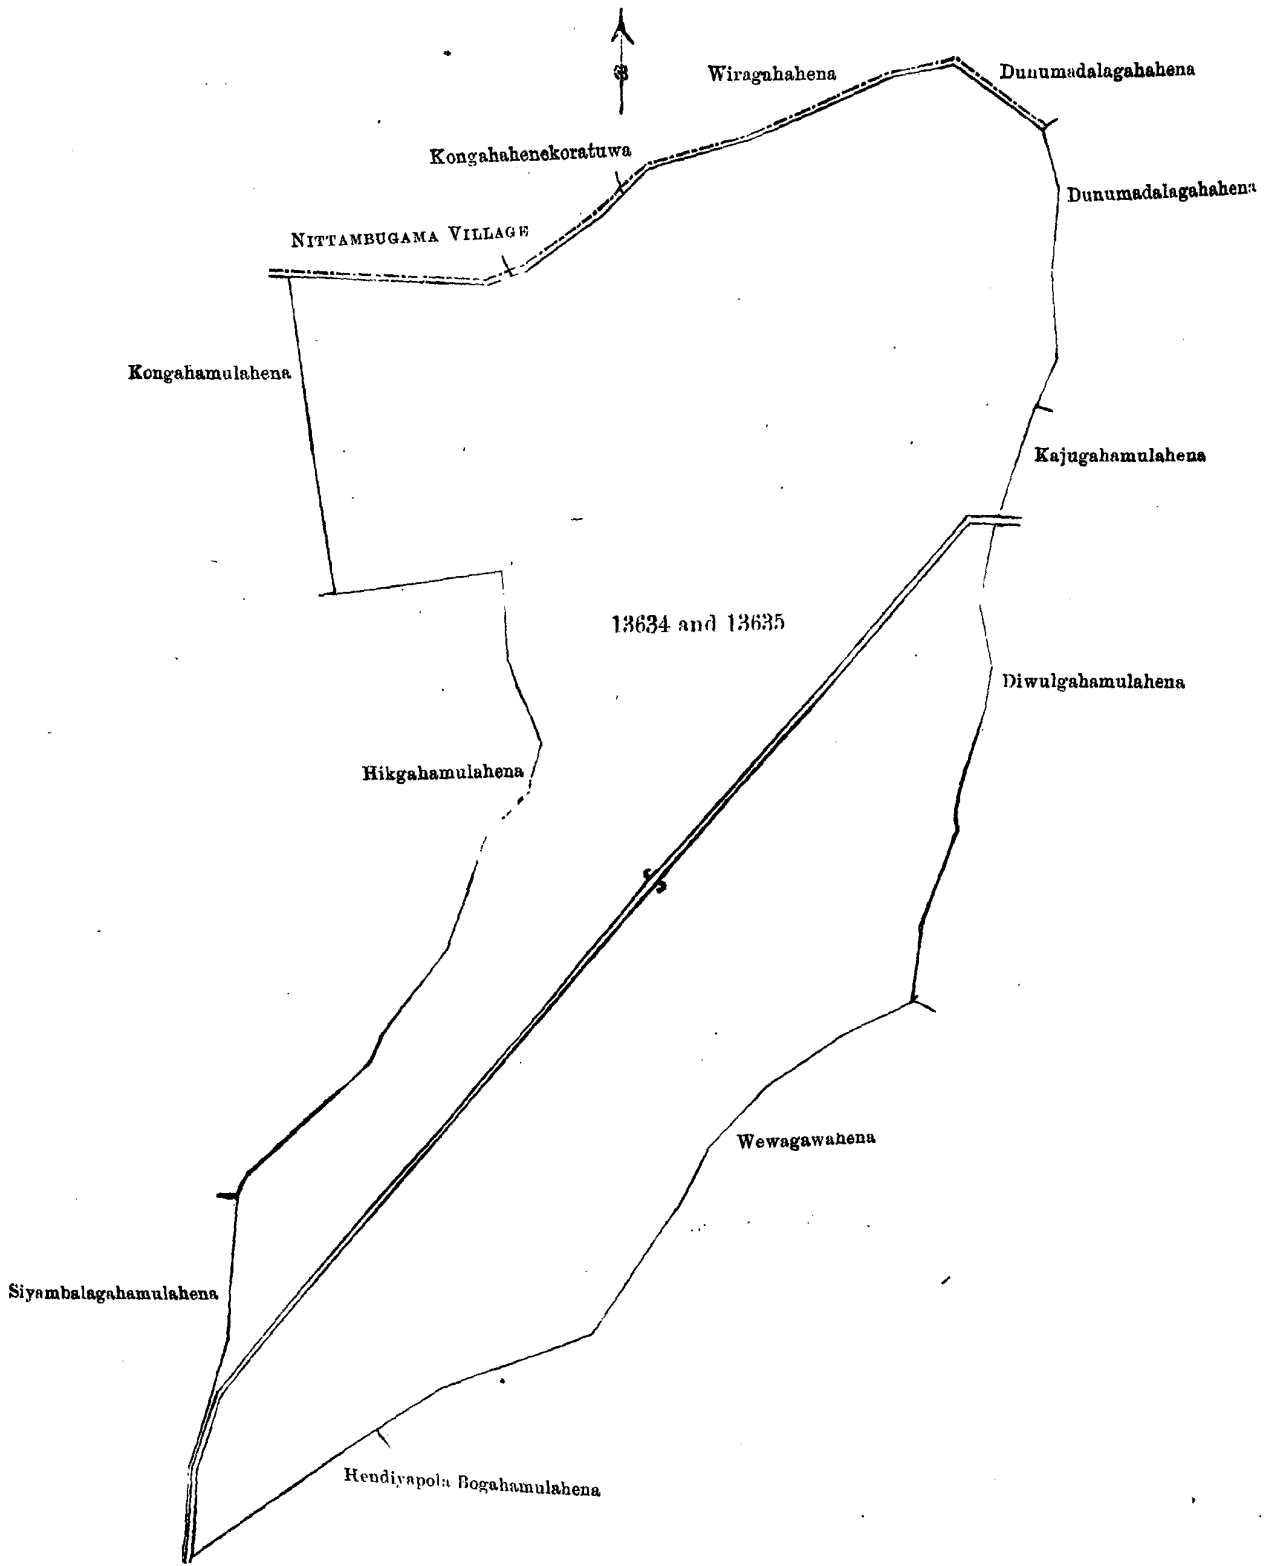 Wiragahahena
Dunumadalagahahena
Kongahahenekoratuwa
Dunumadalagahahena
NITTAMBUGAMA VILLAGE
Kongahamulahena
Kajugahamulahena
13634 and 13635
Diwulgahamulahena
Hikgahamulahena
Wewagawahena
Siyambalagahamulahena
Hendiyapola Bogahamulahena